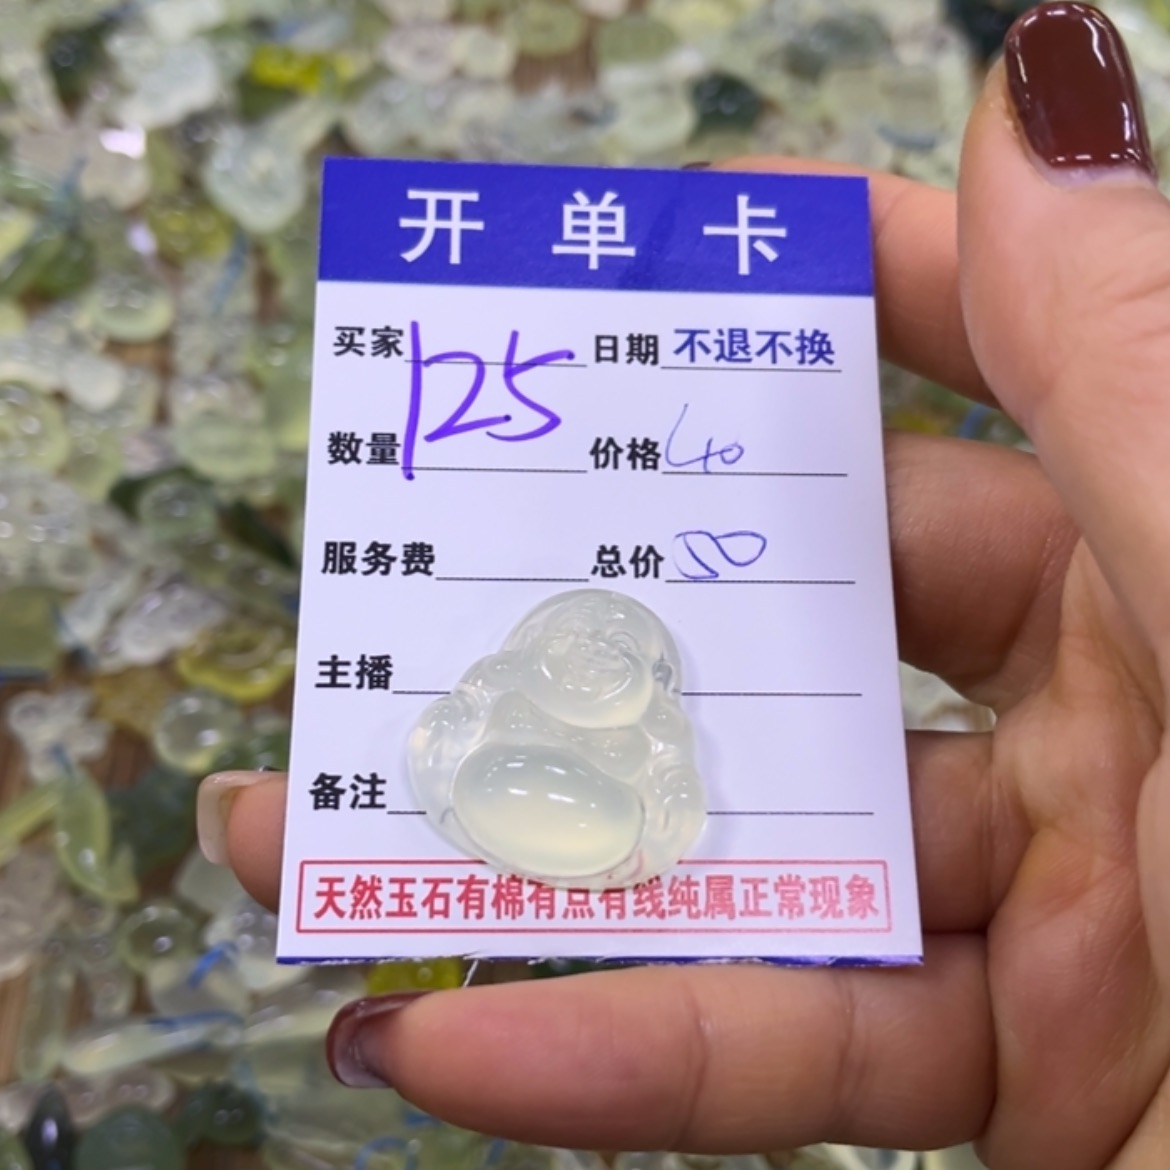 开单卡
买家 125 日期 不退不换
数量 价格 40
服务费 总价
主播
备注
天然玉石有棉有点有线纯属正常现象